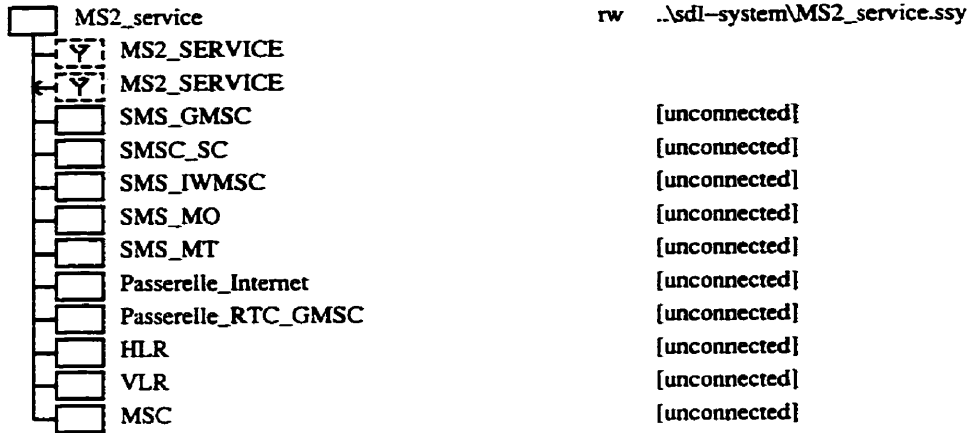 MS2_service rw ..\sdl-system\MS2_service.ssy
MS2_SERVICE
MS2_SERVICE
SMS_GMSC [unconnected]
SMSC_SC [unconnected]
SMS_IWMSC [unconnected]
SMS_MO [unconnected]
SMS_MT [unconnected]
Passerelle_Internet [unconnected]
Passerelle_RTC_GMSC [unconnected]
HLR [unconnected]
VLR [unconnected]
MSC [unconnected]